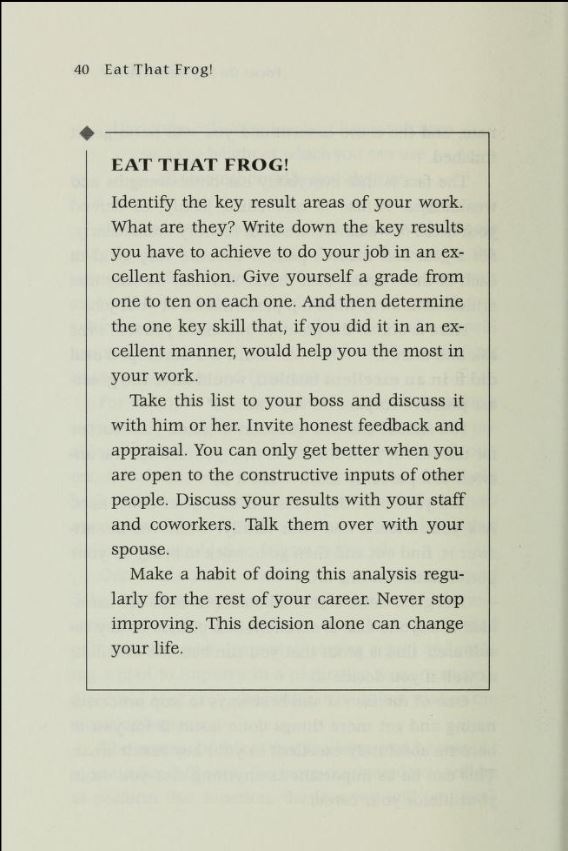 40 Eat That Frog!
EAT THAT FROG!
Identify the key result areas of your work.
What are they? Write down the key results
you have to achieve to do your job in an ex-
cellent fashion. Give yourself a grade from
one to ten on each one. And then determine
the one key skill that, if you did it in an ex-
cellent manner, would help you the most in
your work.
Take this list to your boss and discuss it
with him or her. Invite honest feedback and
appraisal. You can only get better when you
are open to the constructive inputs of other
people. Discuss your results with your staff
and coworkers. Talk them over with your
spouse.
Make a habit of doing this analysis regu-
larly for the rest of your career. Never stop
improving. This decision alone can change
your life.